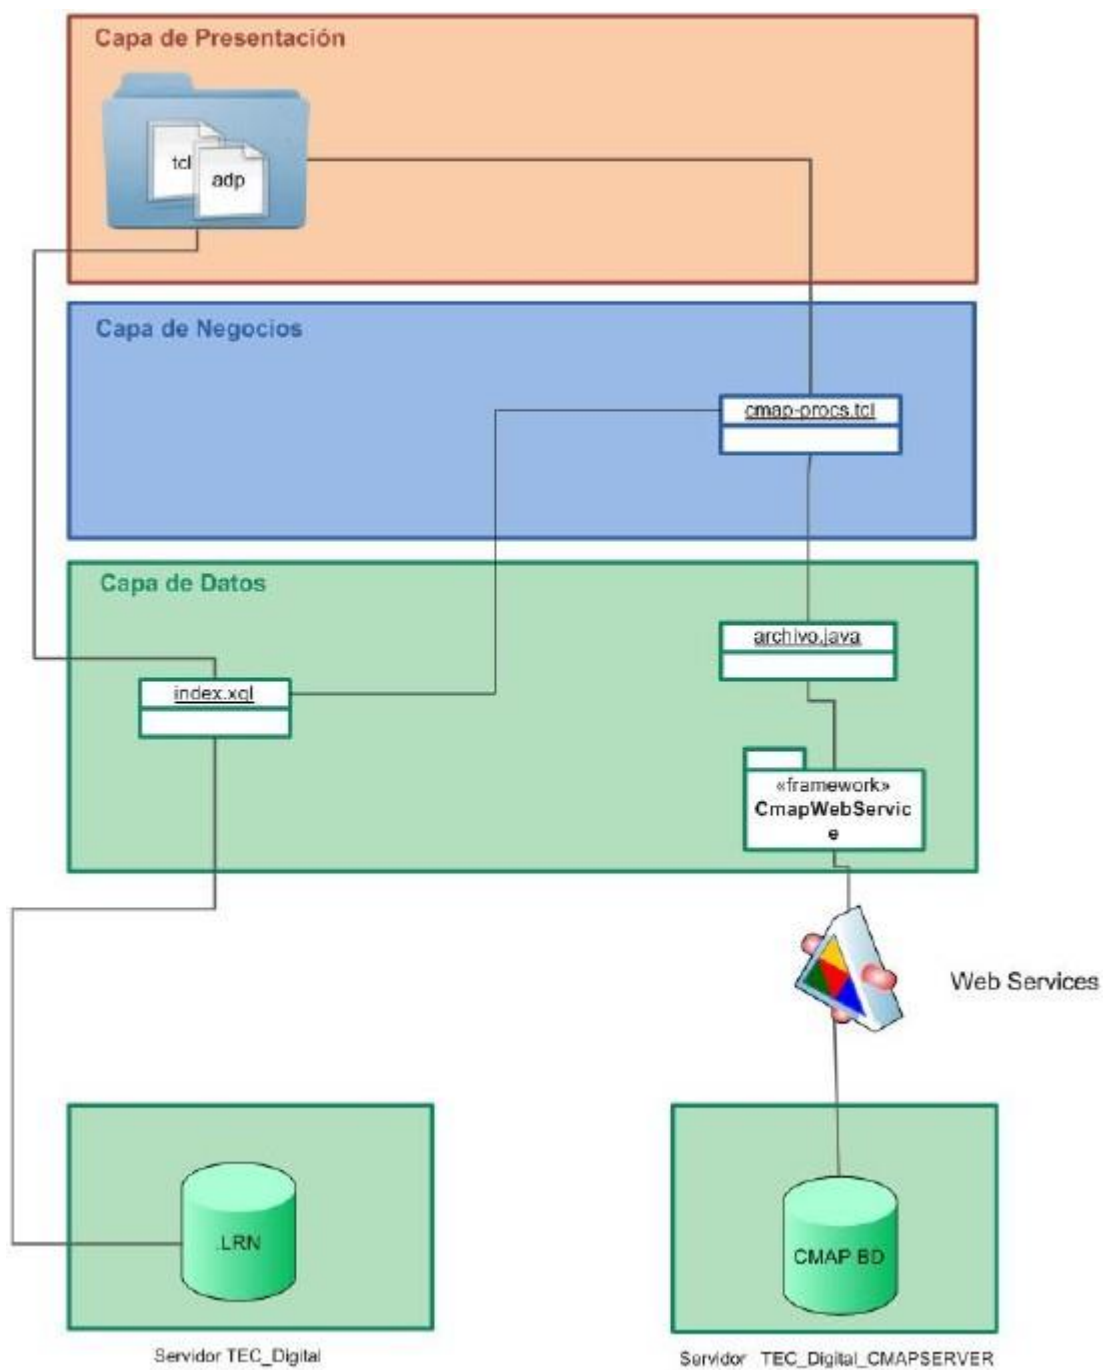 Capa de Presentación
tcl
adp
Capa de Negocios
cmap-procs.tcl
Capa de Datos
archivo.java
index.xql
«framework»
CmapWebServic
e
Web Services
.LRN
CMAP BD
Servidor TEC_Digital
Servidor TEC_Digital_CMAPSERVER